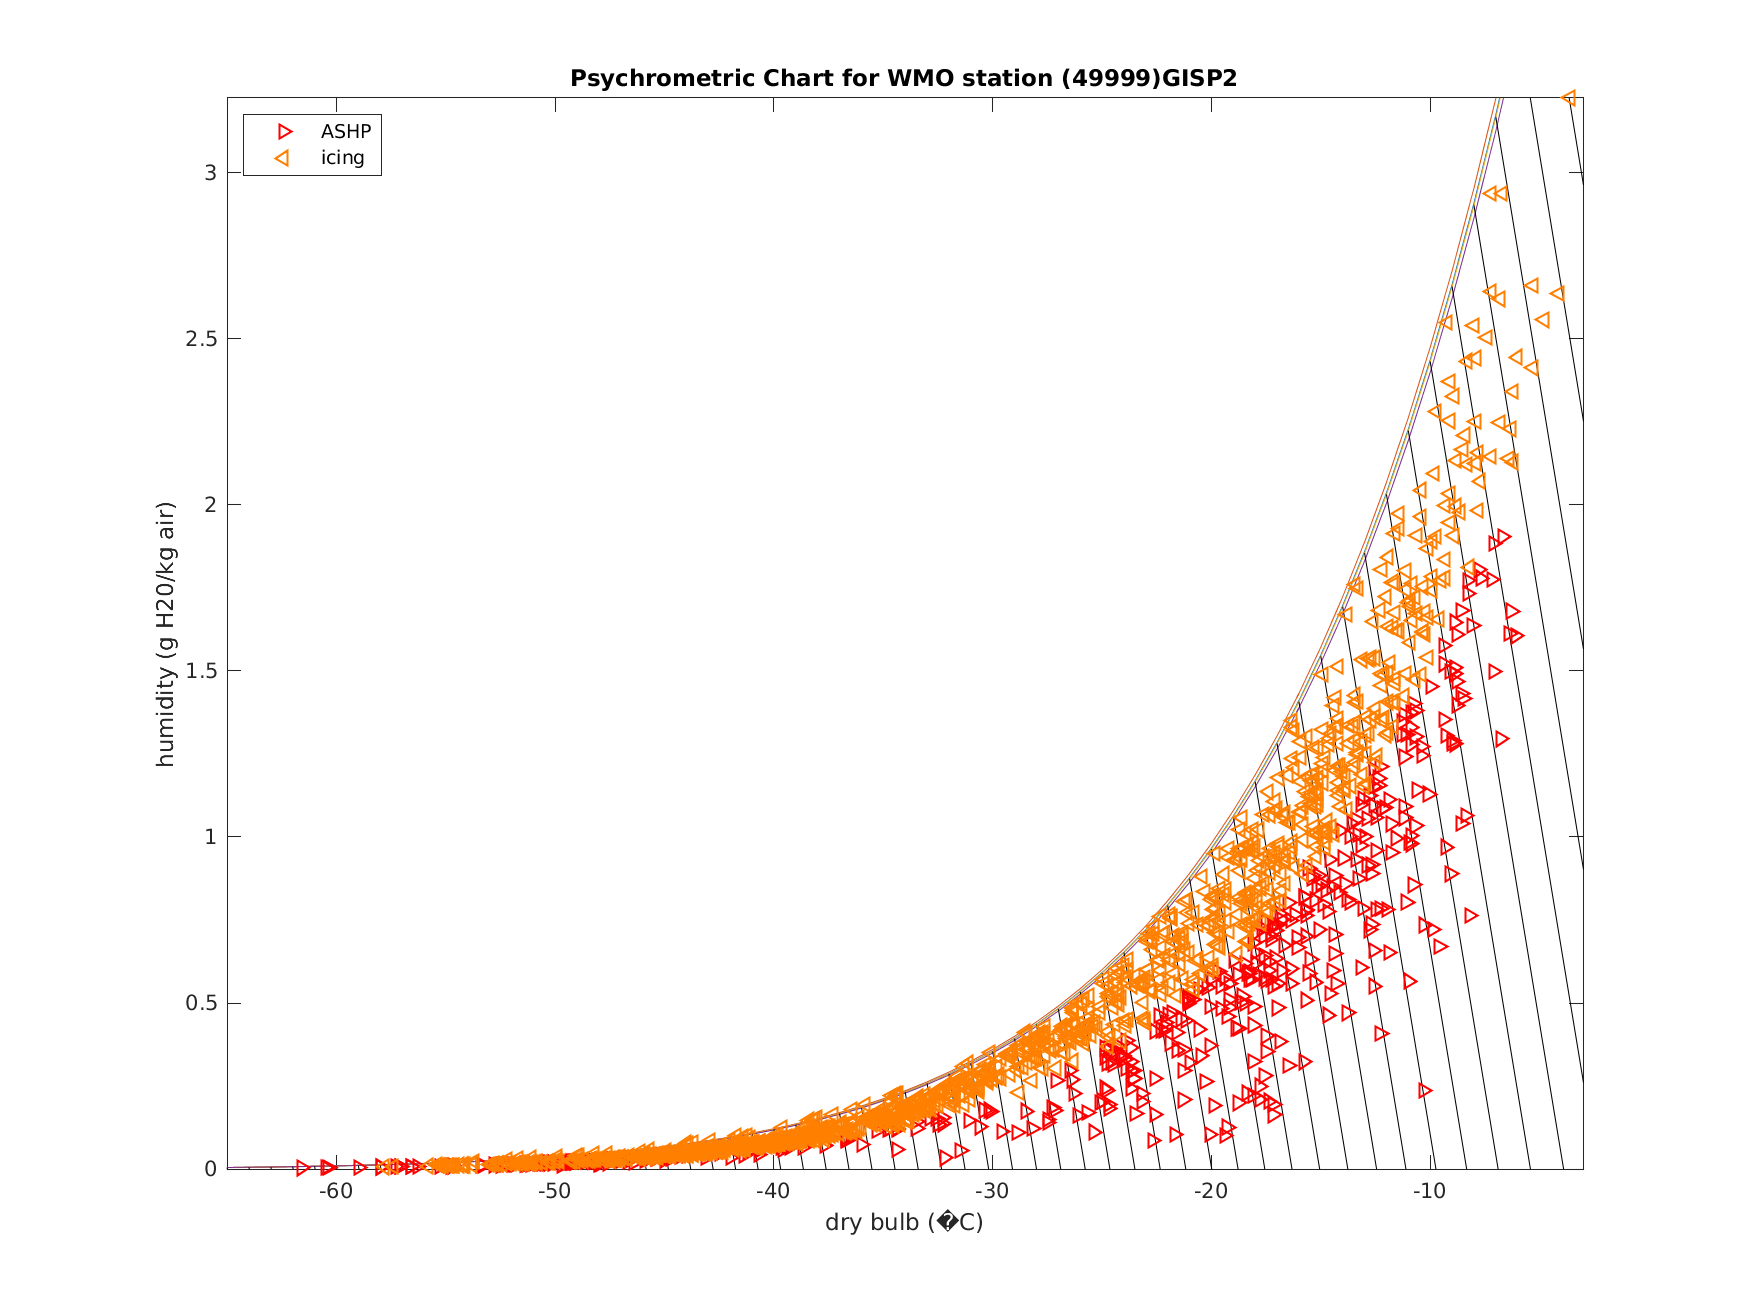 Psychrometric Chart for WMO station (49999)GISP2
ASHP
icing
3
2.5
2
1.5
1
0.5
0
humidity (g H20/kg air)
-60
-50
-40
-30
-20
-10
dry bulb (�C)